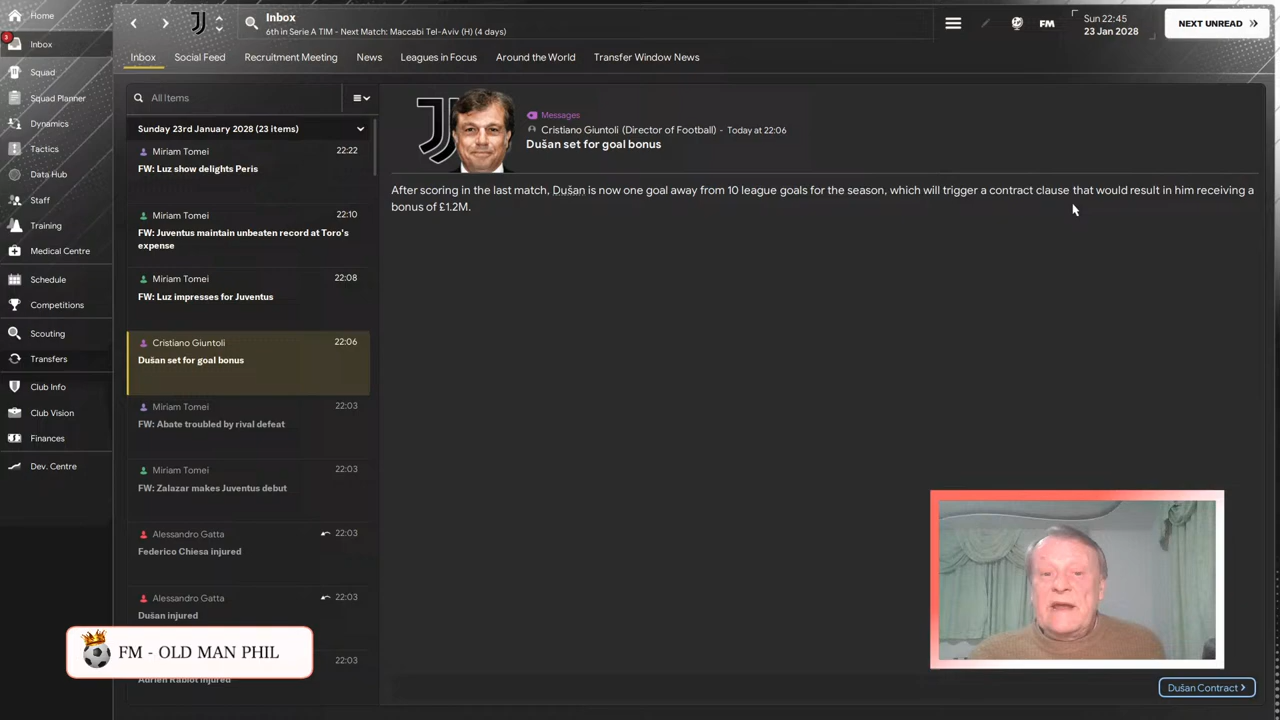 Home
3
Inbox
Squad
Squad Planner
Dynamics
Tactics
Data Hub
Staff
Training
Medical Centre
Schedule
Competitions
Scouting
Transfers
Club Info
Club Vision
Finances
Dev. Centre
Inbox
6th in Serie A TIM - Next Match: Maccabi Tel-Aviv (H) (4 days)
FM
Sun 22:45
23 Jan 2028
NEXT UNREAD
Inbox
Social Feed
Recruitment Meeting
News
Leagues in Focus
Around the World
Transfer Window News
All Items
Sunday 23rd January 2028 (23 items)
Miriam Tomei 22:22
FW: Luz show delights Peris
Miriam Tomei 22:10
FW: Juventus maintain unbeaten record at Toro's
expense
Miriam Tomei 22:08
FW: Luz impresses for Juventus
Cristiano Giuntoli 22:06
Dušan set for goal bonus
Miriam Tomei 22:03
FW: Abate troubled by rival defeat
Miriam Tomei 22:03
FW: Zalazar makes Juventus debut
Alessandro Gatta 22:03
Federico Chiesa injured
Alessandro Gatta 22:03
Dušan injured
22:03
Adrien Rabiot injured
Messages
Cristiano Giuntoli (Director of Football) - Today at 22:06
Dušan set for goal bonus
After scoring in the last match, Dušan is now one goal away from 10 league goals for the season, which will trigger a contract clause that would result in him receiving a
bonus of £1.2M.
FM - OLD MAN PHIL
Dušan Contract